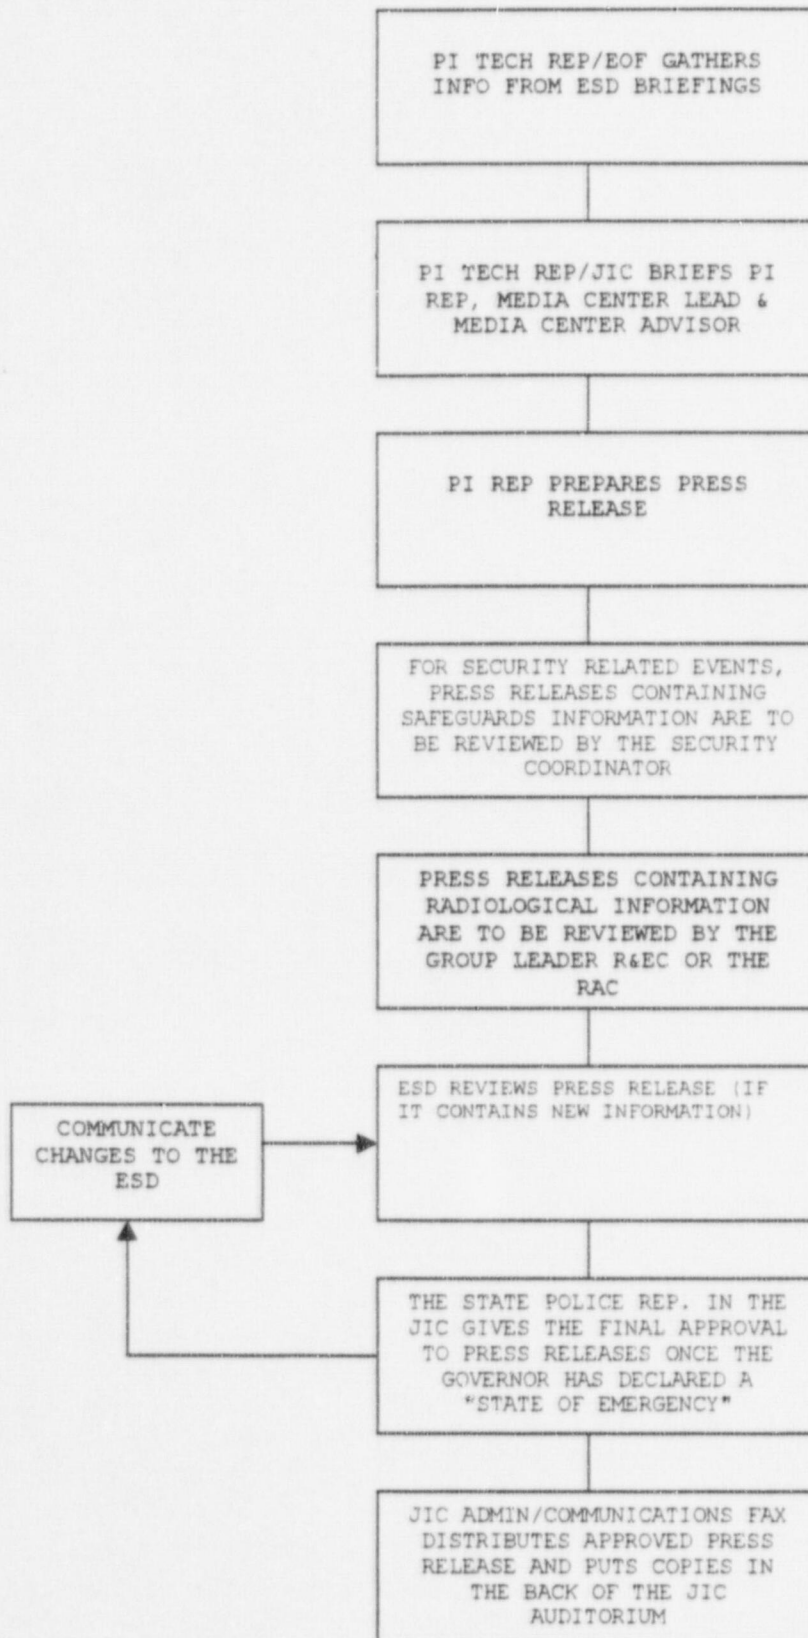 PI TECH REP/EOF GATHERS
INFO FROM ESD BRIEFINGS
PI TECH REP/JIC BRIEFS PI
REP, MEDIA CENTER LEAD &
MEDIA CENTER ADVISOR
PI REP PREPARES PRESS
RELEASE
FOR SECURITY RELATED EVENTS,
PRESS RELEASES CONTAINING
SAFEGUARDS INFORMATION ARE TO
BE REVIEWED BY THE SECURITY
COORDINATOR
PRESS RELEASES CONTAINING
RADIOLOGICAL INFORMATION
ARE TO BE REVIEWED BY THE
GROUP LEADER R&EC OR THE
RAC
ESD REVIEWS PRESS RELEASE (IF
IT CONTAINS NEW INFORMATION)
COMMUNICATE
CHANGES TO THE
ESD
THE STATE POLICE REP. IN THE
JIC GIVES THE FINAL APPROVAL
TO PRESS RELEASES ONCE THE
GOVERNOR HAS DECLARED A
"STATE OF EMERGENCY"
JIC ADMIN/COMMUNICATIONS FAX
DISTRIBUTES APPROVED PRESS
RELEASE AND PUTS COPIES IN
THE BACK OF THE JIC
AUDITORIUM